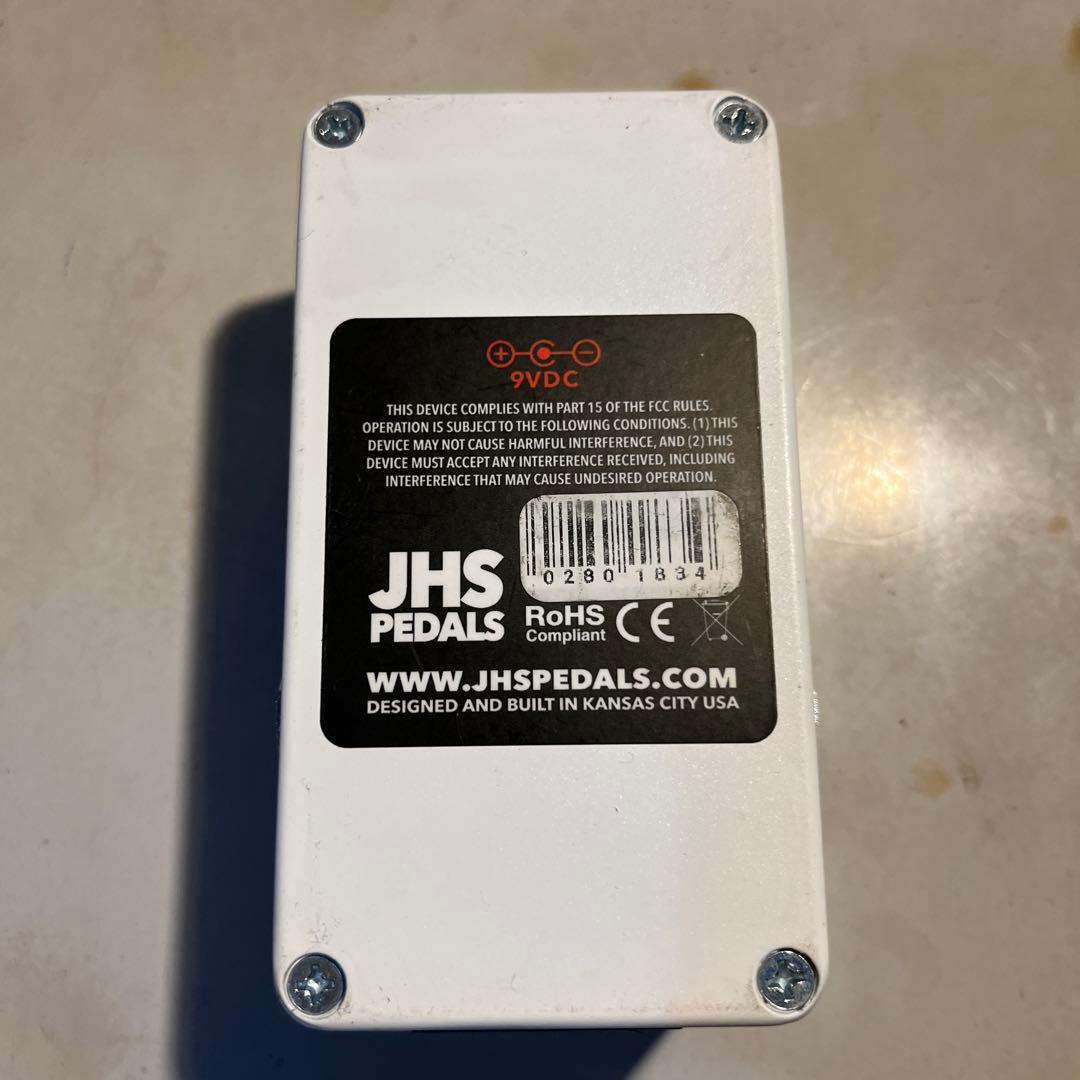 + - 
9VDC
THIS DEVICE COMPLIES WITH PART 15 OF THE FCC RULES.
OPERATION IS SUBJECT TO THE FOLLOWING CONDITIONS. (1) THIS
DEVICE MAY NOT CAUSE HARMFUL INTERFERENCE, AND (2) THIS
DEVICE MUST ACCEPT ANY INTERFERENCE RECEIVED, INCLUDING
INTERFERENCE THAT MAY CAUSE UNDESIRED OPERATION.
0280 1834
JHS
PEDALS
RoHS
Compliant
CE
WWW.JHSPEDALS.COM
DESIGNED AND BUILT IN KANSAS CITY USA